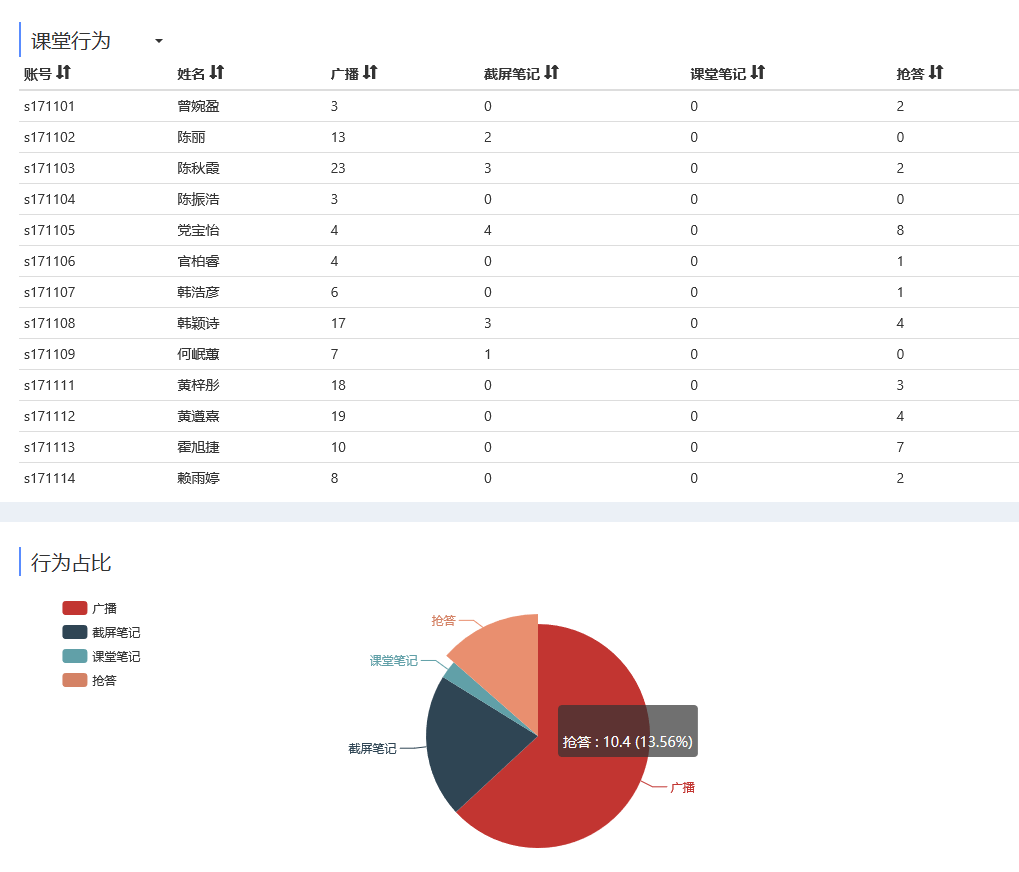 课堂行为
账号 姓名 广播 截屏笔记 课堂笔记 抢答
s171101 曾婉盈 3 0 0 2
s171102 陈丽 13 2 0 0
s171103 陈秋霞 23 3 0 2
s171104 陈振浩 3 0 0 0
s171105 党宝怡 4 4 0 8
s171106 官柏睿 4 0 0 1
s171107 韩浩彦 6 0 0 1
s171108 韩颖诗 17 3 0 4
s171109 何岷蕙 7 1 0 0
s171111 黄梓彤 18 0 0 3
s171112 黄遵熹 19 0 0 4
s171113 霍旭捷 10 0 0 7
s171114 赖雨婷 8 0 0 2
行为占比
广播
截屏笔记
课堂笔记
抢答
抢答
课堂笔记
抢答 : 10.4 (13.56%)
截屏笔记
广播